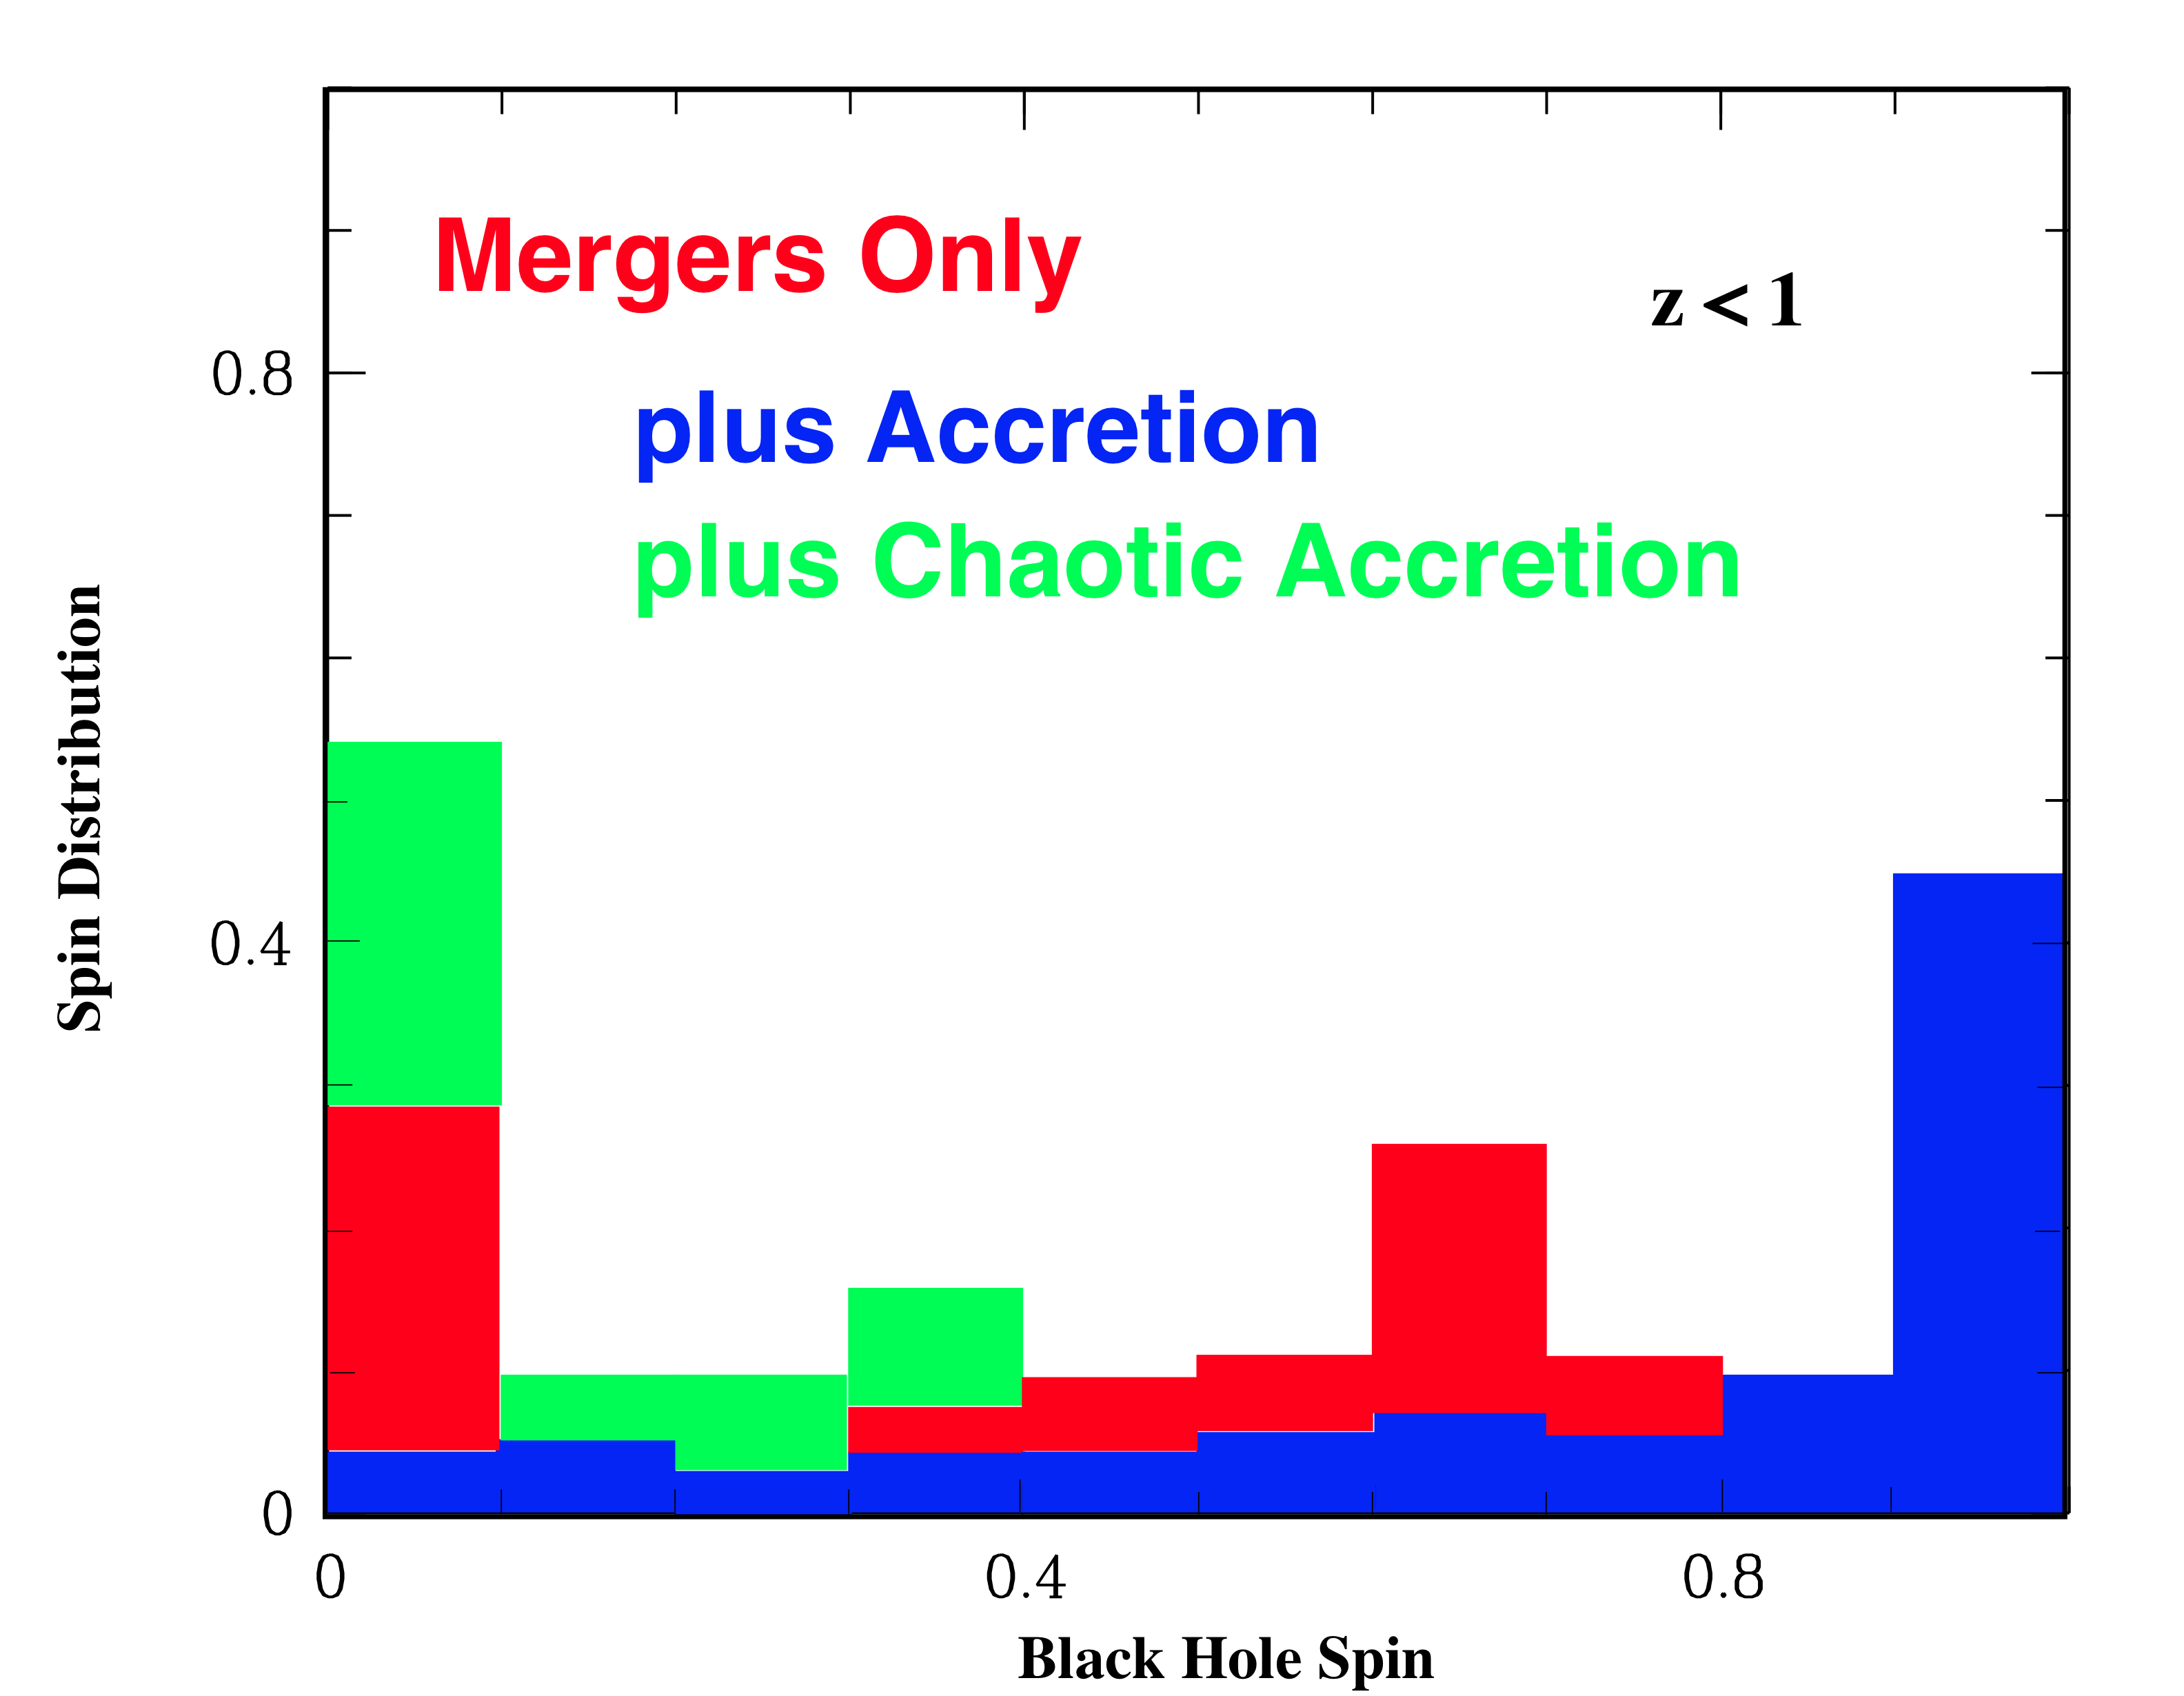 Mergers Only
z < 1
0.8
plus Accretion
plus Chaotic Accretion
Spin Distribution
0.4
0
0
0.4
0.8
Black Hole Spin